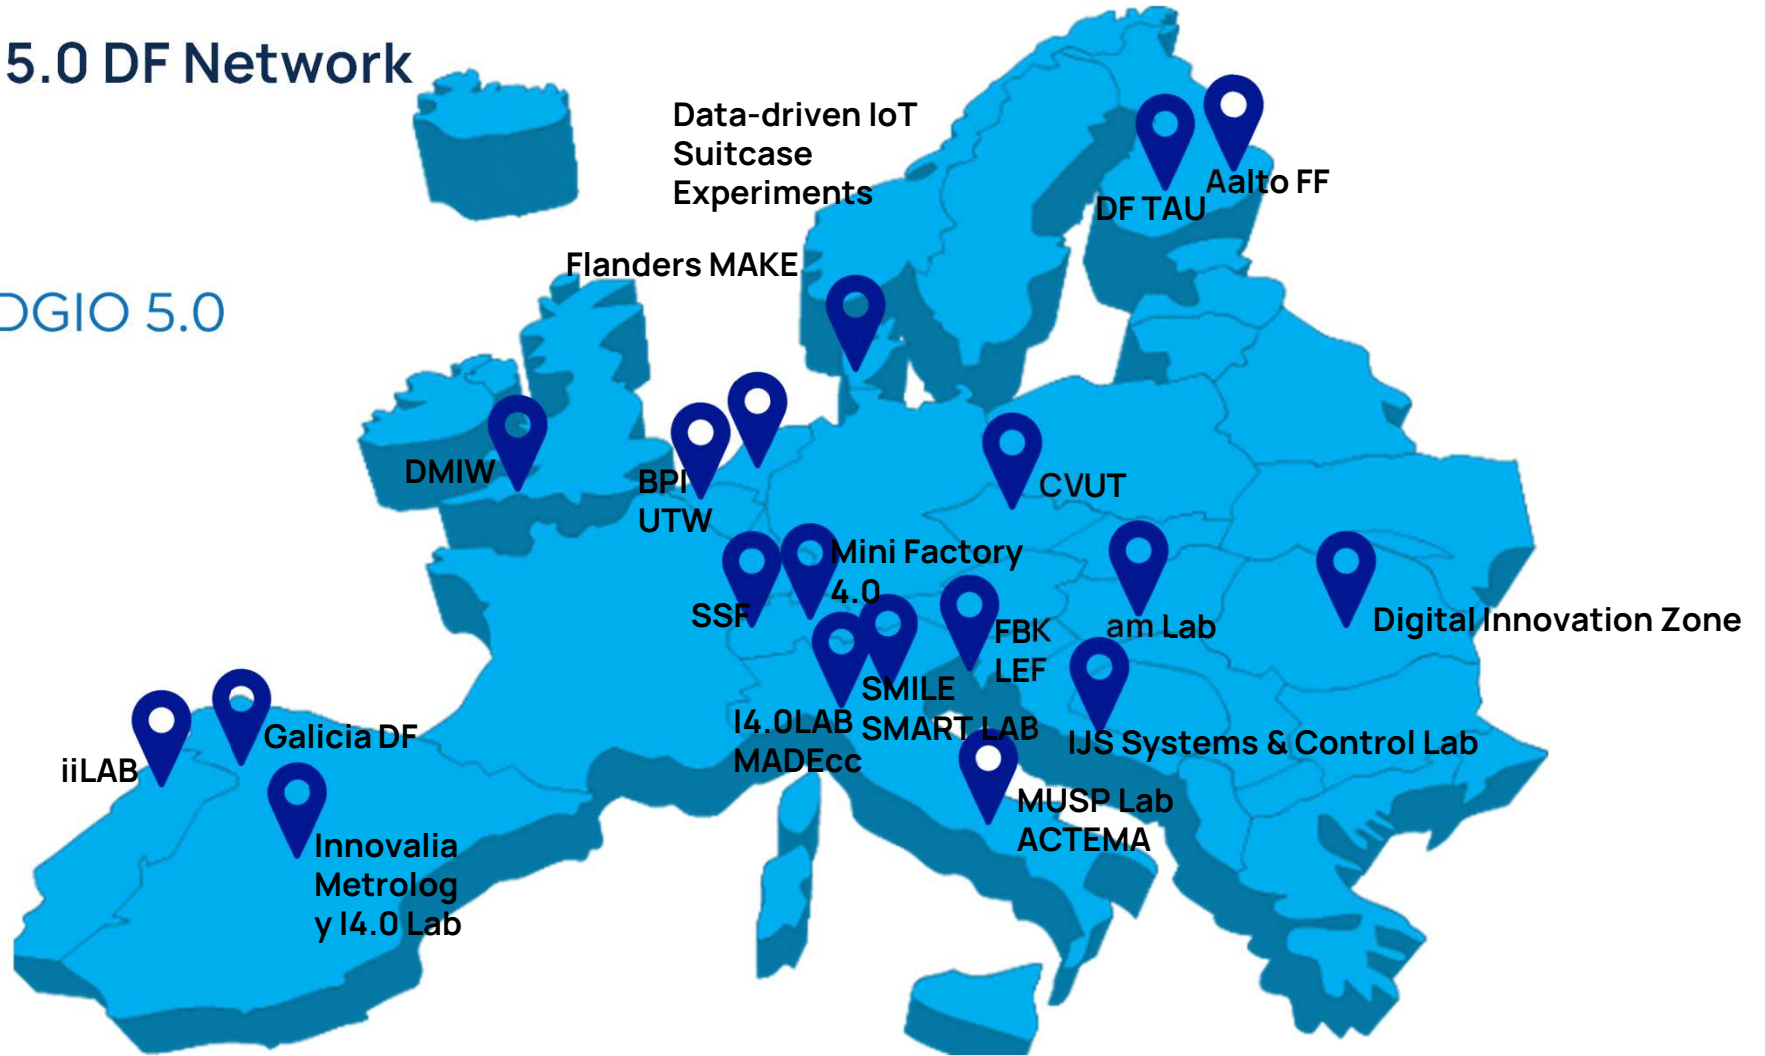 5.0 DF Network
Data-driven IoT
Suitcase
Experiments
Aalto FF
DF TAU
Flanders MAKE
DGIO 5.0
DMIW
BPI
UTW
CVUT
Mini Factory
4.0
SSF
FBK
LEF
am Lab
Digital Innovation Zone
SMILE
SMART LAB
I4.0LAB
MADEcc
IJS Systems & Control Lab
Galicia DF
iiLAB
MUSP Lab
ACTEMA
Innovalia
Metrolog
y I4.0 Lab